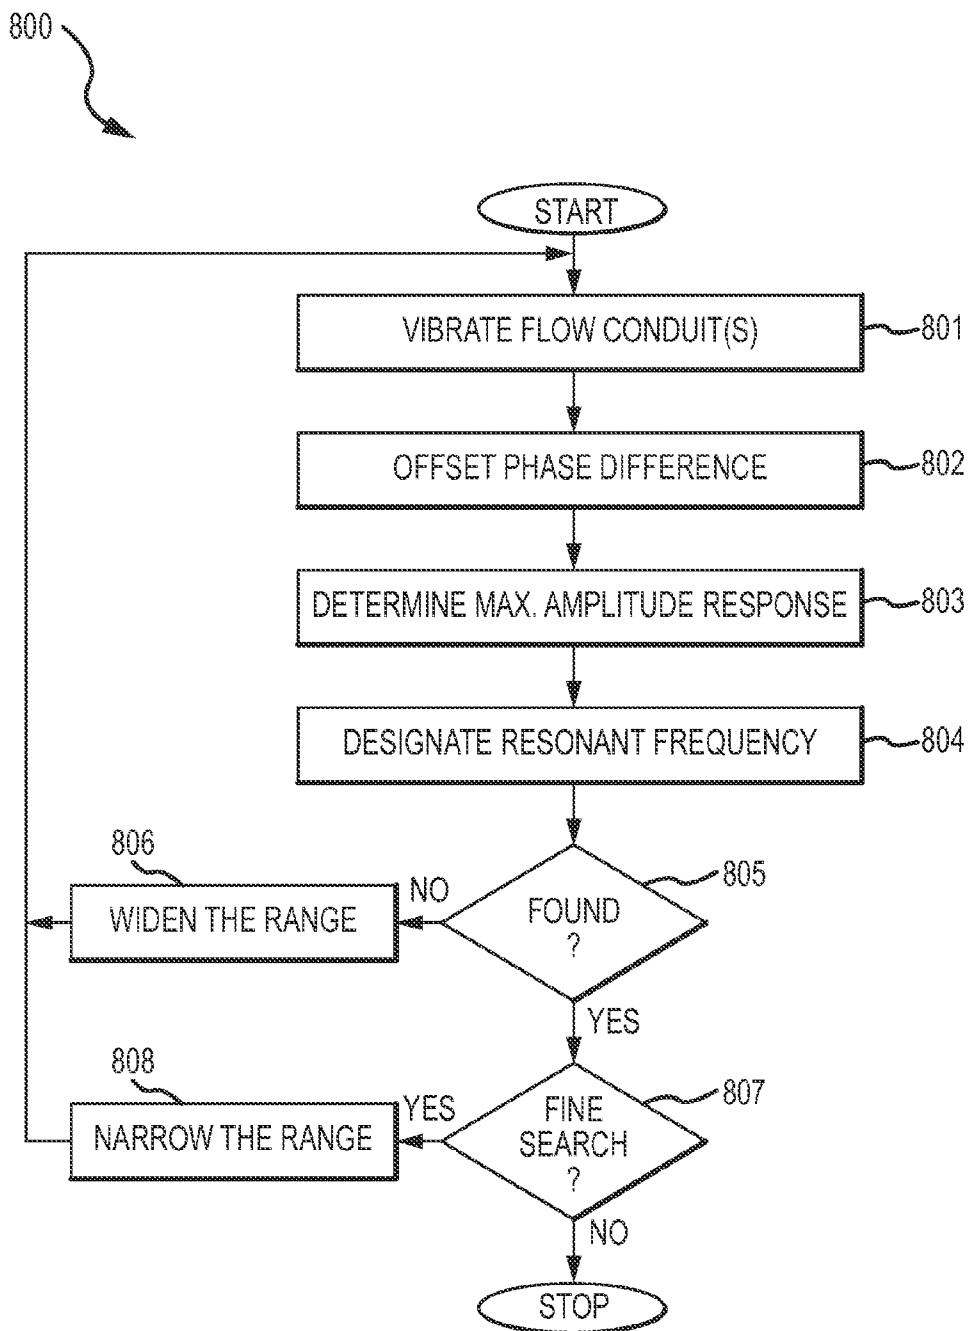 800
START
VIBRATE FLOW CONDUIT(S)
801
OFFSET PHASE DIFFERENCE
802
DETERMINE MAX. AMPLITUDE RESPONSE
803
DESIGNATE RESONANT FREQUENCY
804
806
805
WIDEN THE RANGE
NO
FOUND
?
YES
808
807
NARROW THE RANGE
YES
FINE
SEARCH
?
NO
STOP